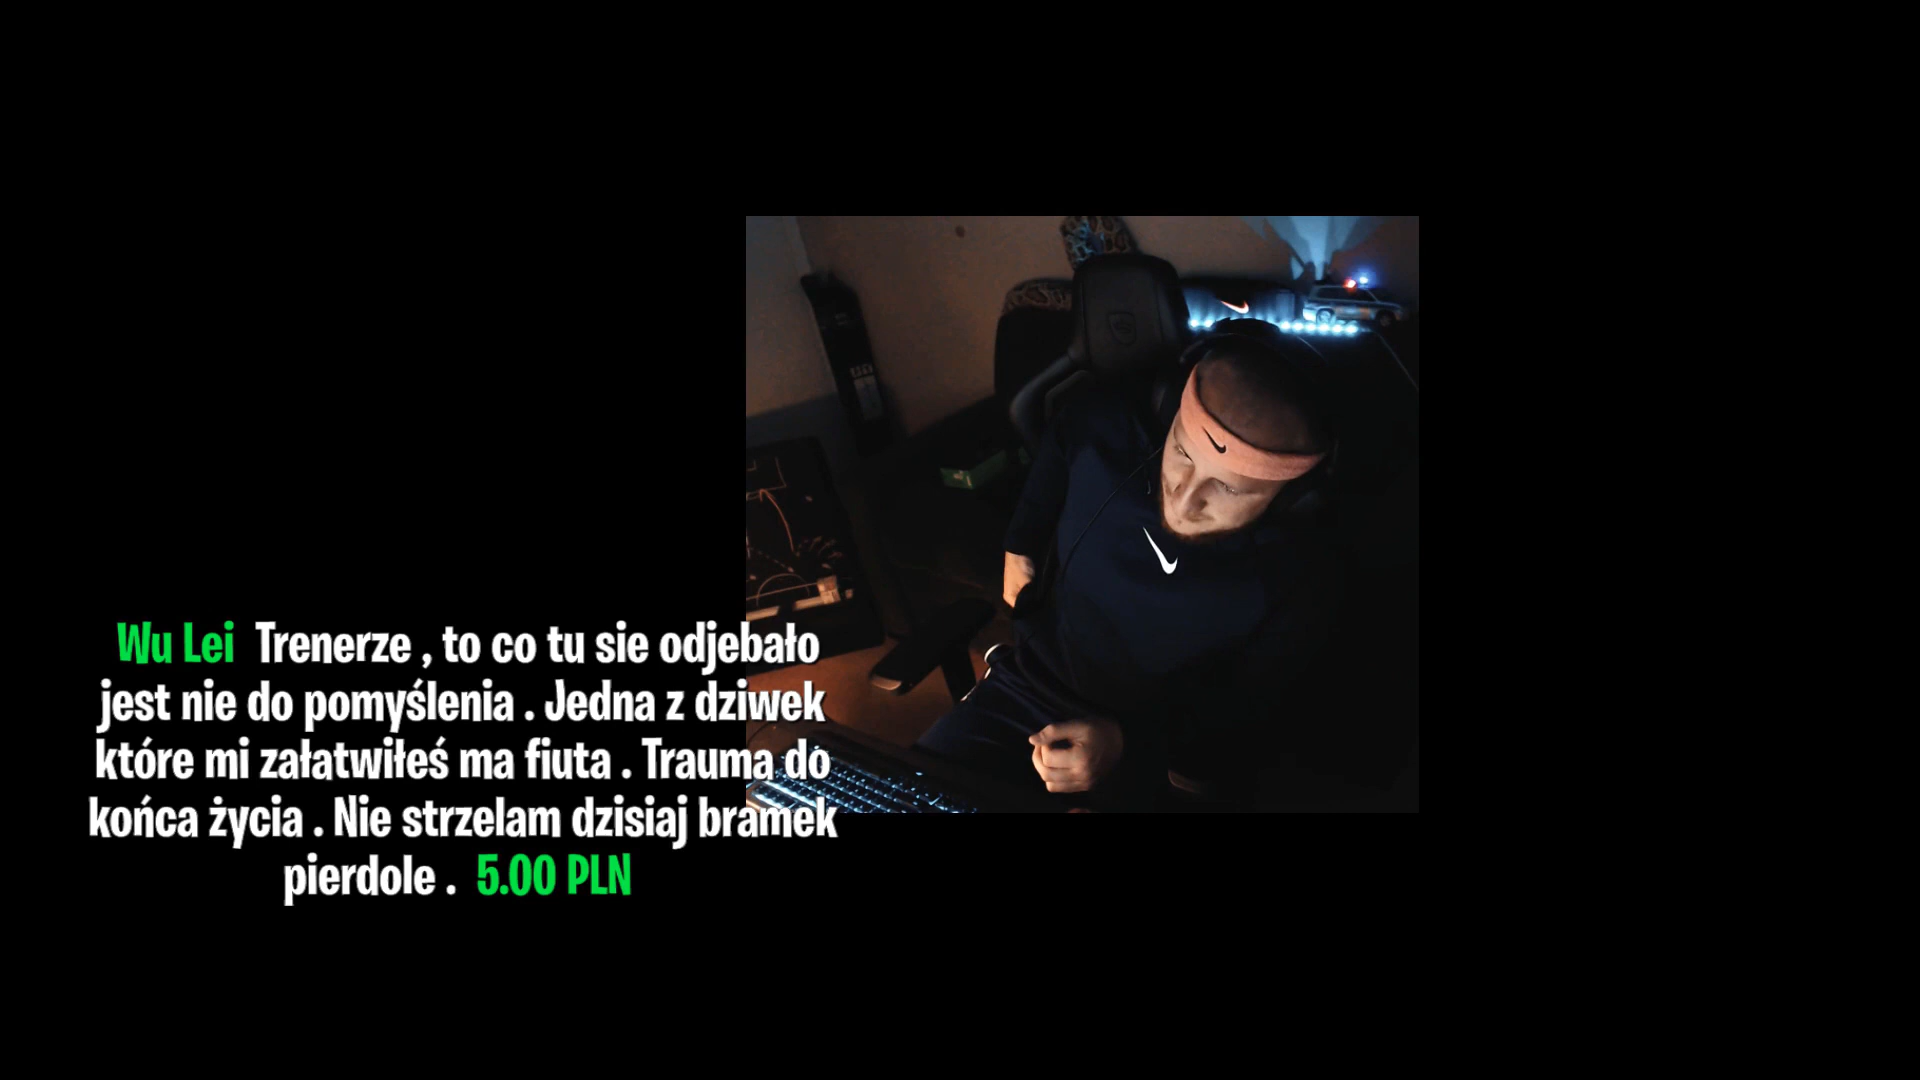 Wu Lei Trenerze , to co tu sie odjebało
jest nie do pomyślenia . Jedna z dziwek
które mi załatwiłeś ma fiuta . Trauma do
końca życia . Nie strzelam dzisiaj bramek
pierdole . 5.00 PLN